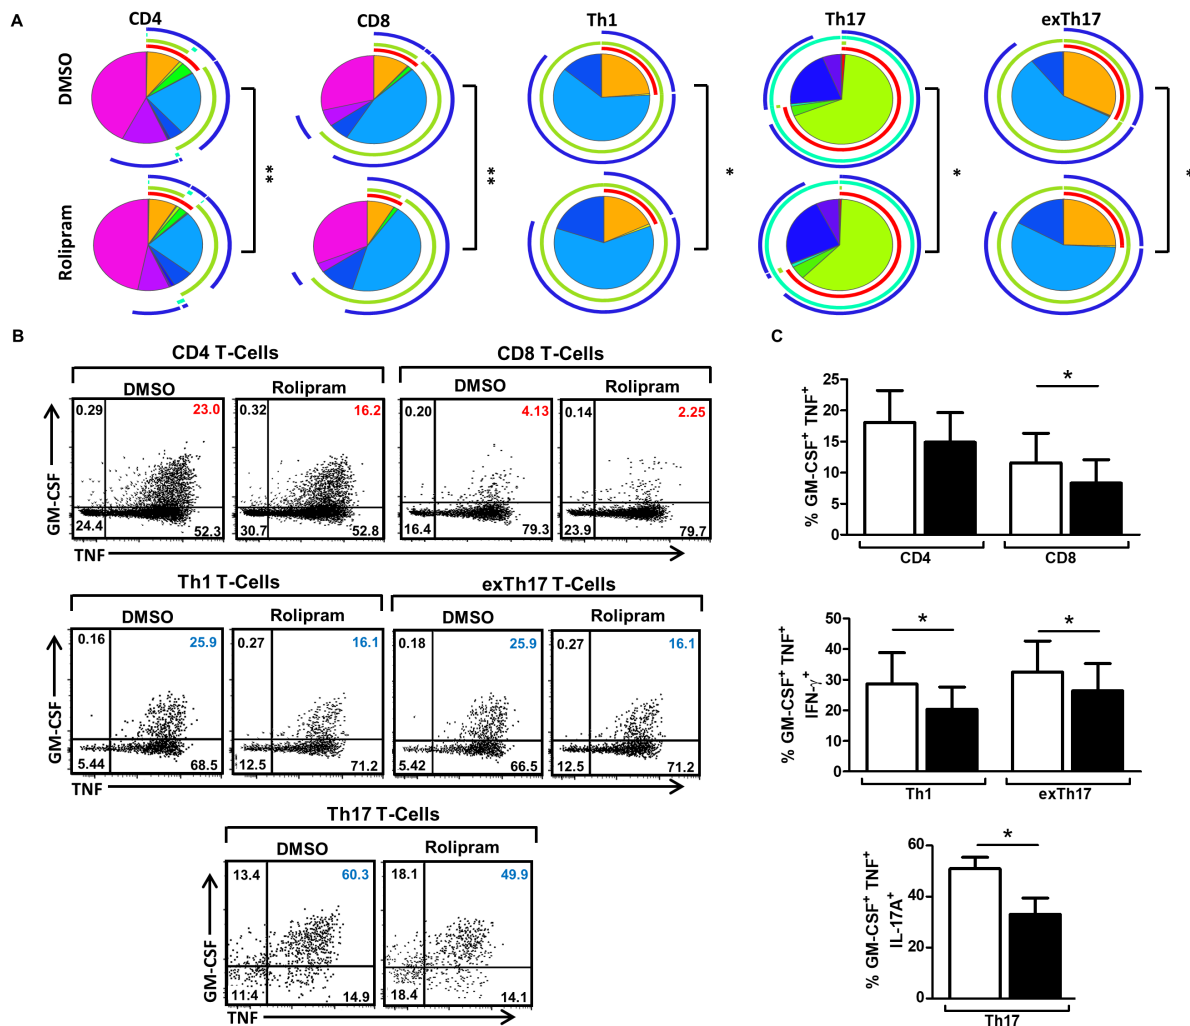 A
CD4
CD8
Th1
Th17
exTh17
DMSO
**
**
*
*
*
Rolipram
B
CD4 T-Cells
CD8 T-Cells
DMSO
Rolipram
DMSO
Rolipram
0.29
23.0
0.32
16.2
0.20
4.13
0.14
2.25
GM-CSF
24.4
52.3
30.7
52.8
16.4
79.3
23.9
79.7
TNF
Th1 T-Cells
exTh17 T-Cells
DMSO
Rolipram
DMSO
Rolipram
0.16
25.9
0.27
16.1
0.18
25.9
0.27
16.1
GM-CSF
5.44
68.5
12.5
71.2
5.42
66.5
12.5
71.2
TNF
Th17 T-Cells
DMSO
Rolipram
13.4
60.3
18.1
49.9
GM-CSF
11.4
14.9
18.4
14.1
TNF
C
% GM-CSF⁺ TNF⁺
25
20
15
10
5
0
*
CD4
CD8
% GM-CSF⁺ TNF⁺
IFN-γ⁺
50
40
30
20
10
0
*
*
Th1
exTh17
% GM-CSF⁺ TNF⁺
IL-17A⁺
60
40
20
0
*
Th17